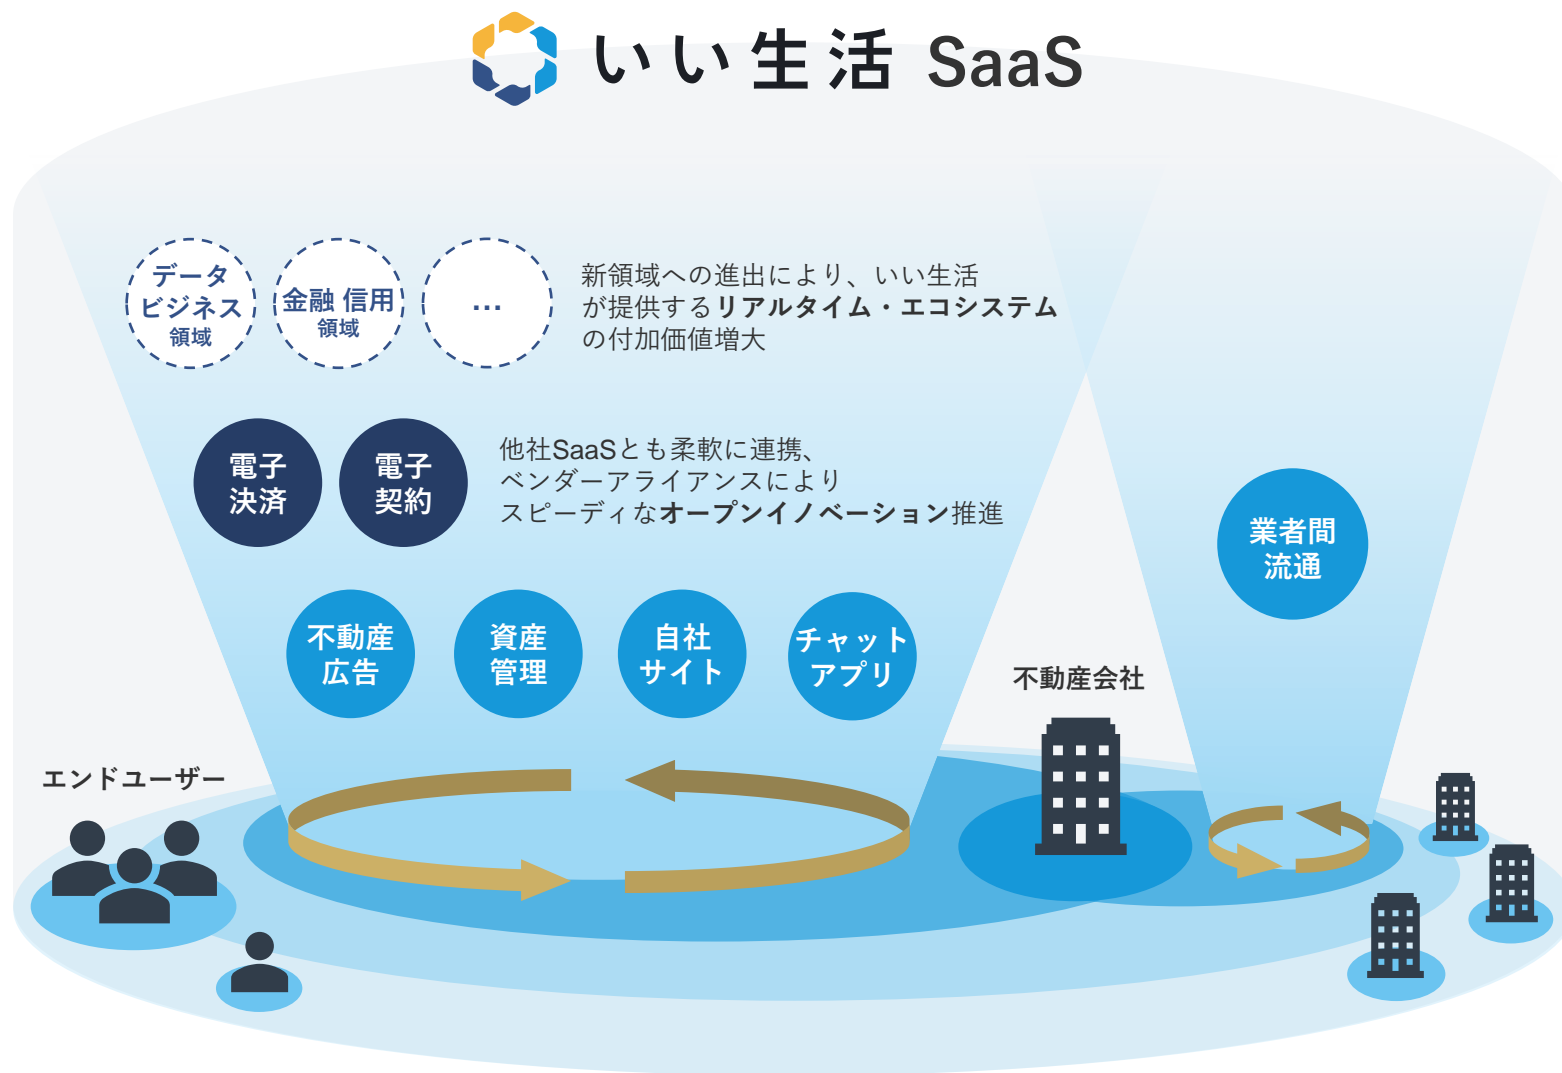 いい生活 SaaS
データ
ビジネス
領域
金融 信用
領域
...
新領域への進出により、いい生活
が提供するリアルタイム・エコシステム
の付加価値増大
電子
決済
電子
契約
他社SaaSとも柔軟に連携、
ベンダーアライアンスにより
スピーディなオープンイノベーション推進
業者間
流通
不動産
広告
資産
管理
自社
サイト
チャット
アプリ
不動産会社
エンドユーザー